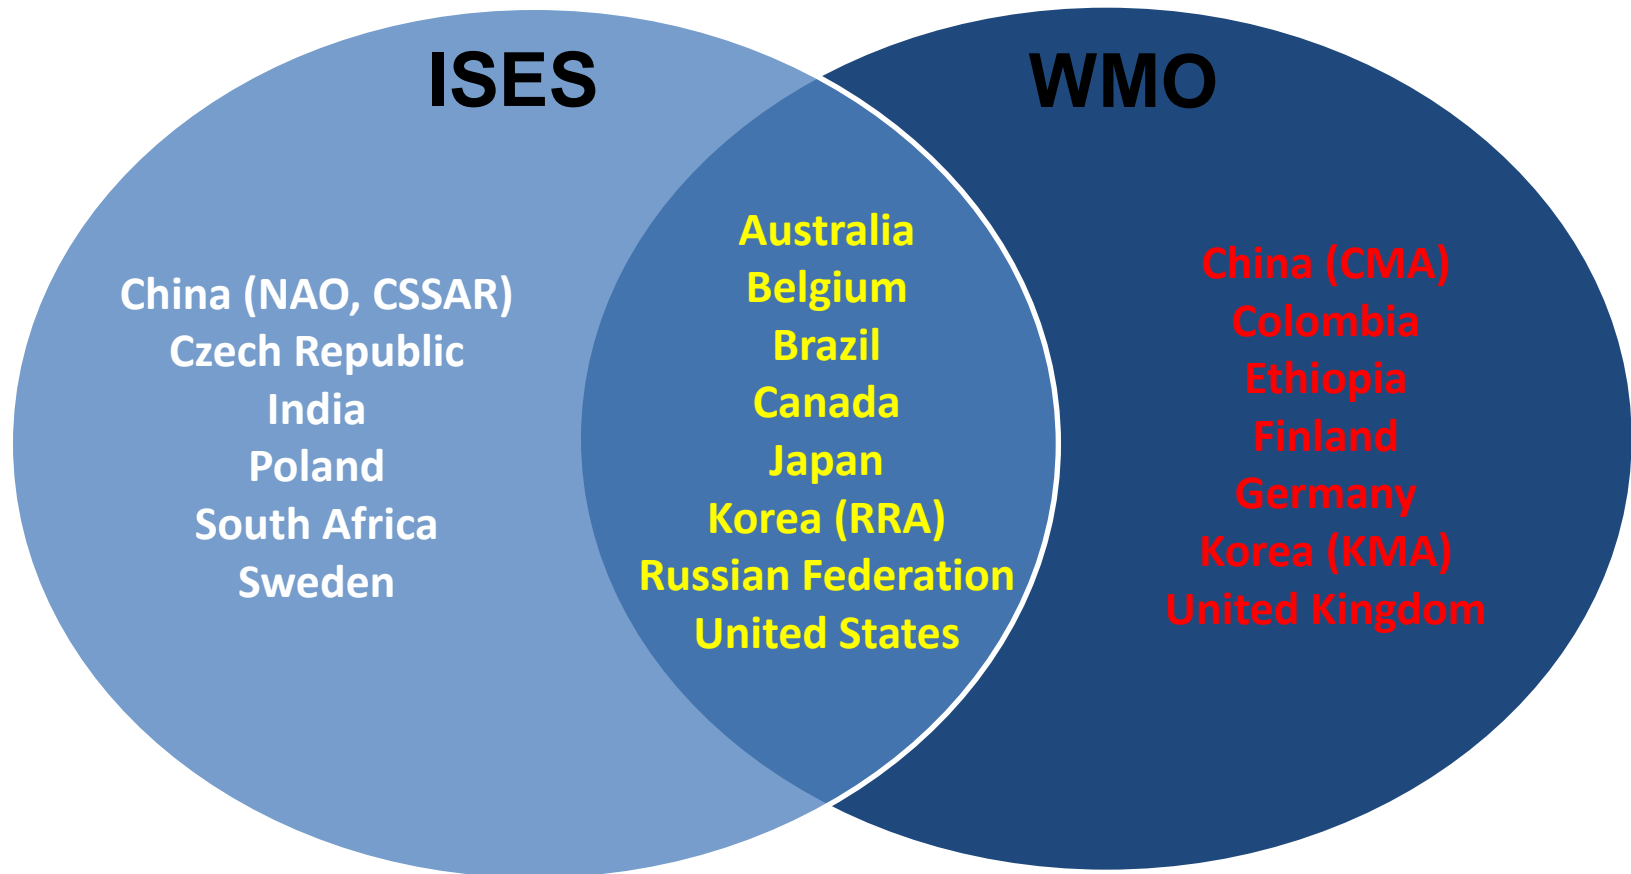 ISES
WMO
China (NAO, CSSAR)
Czech Republic
India
Poland
South Africa
Sweden
Australia
Belgium
Brazil
Canada
Japan
Korea (RRA)
Russian Federation
United States
China (CMA)
Colombia
Ethiopia
Finland
Germany
Korea (KMA)
United Kingdom